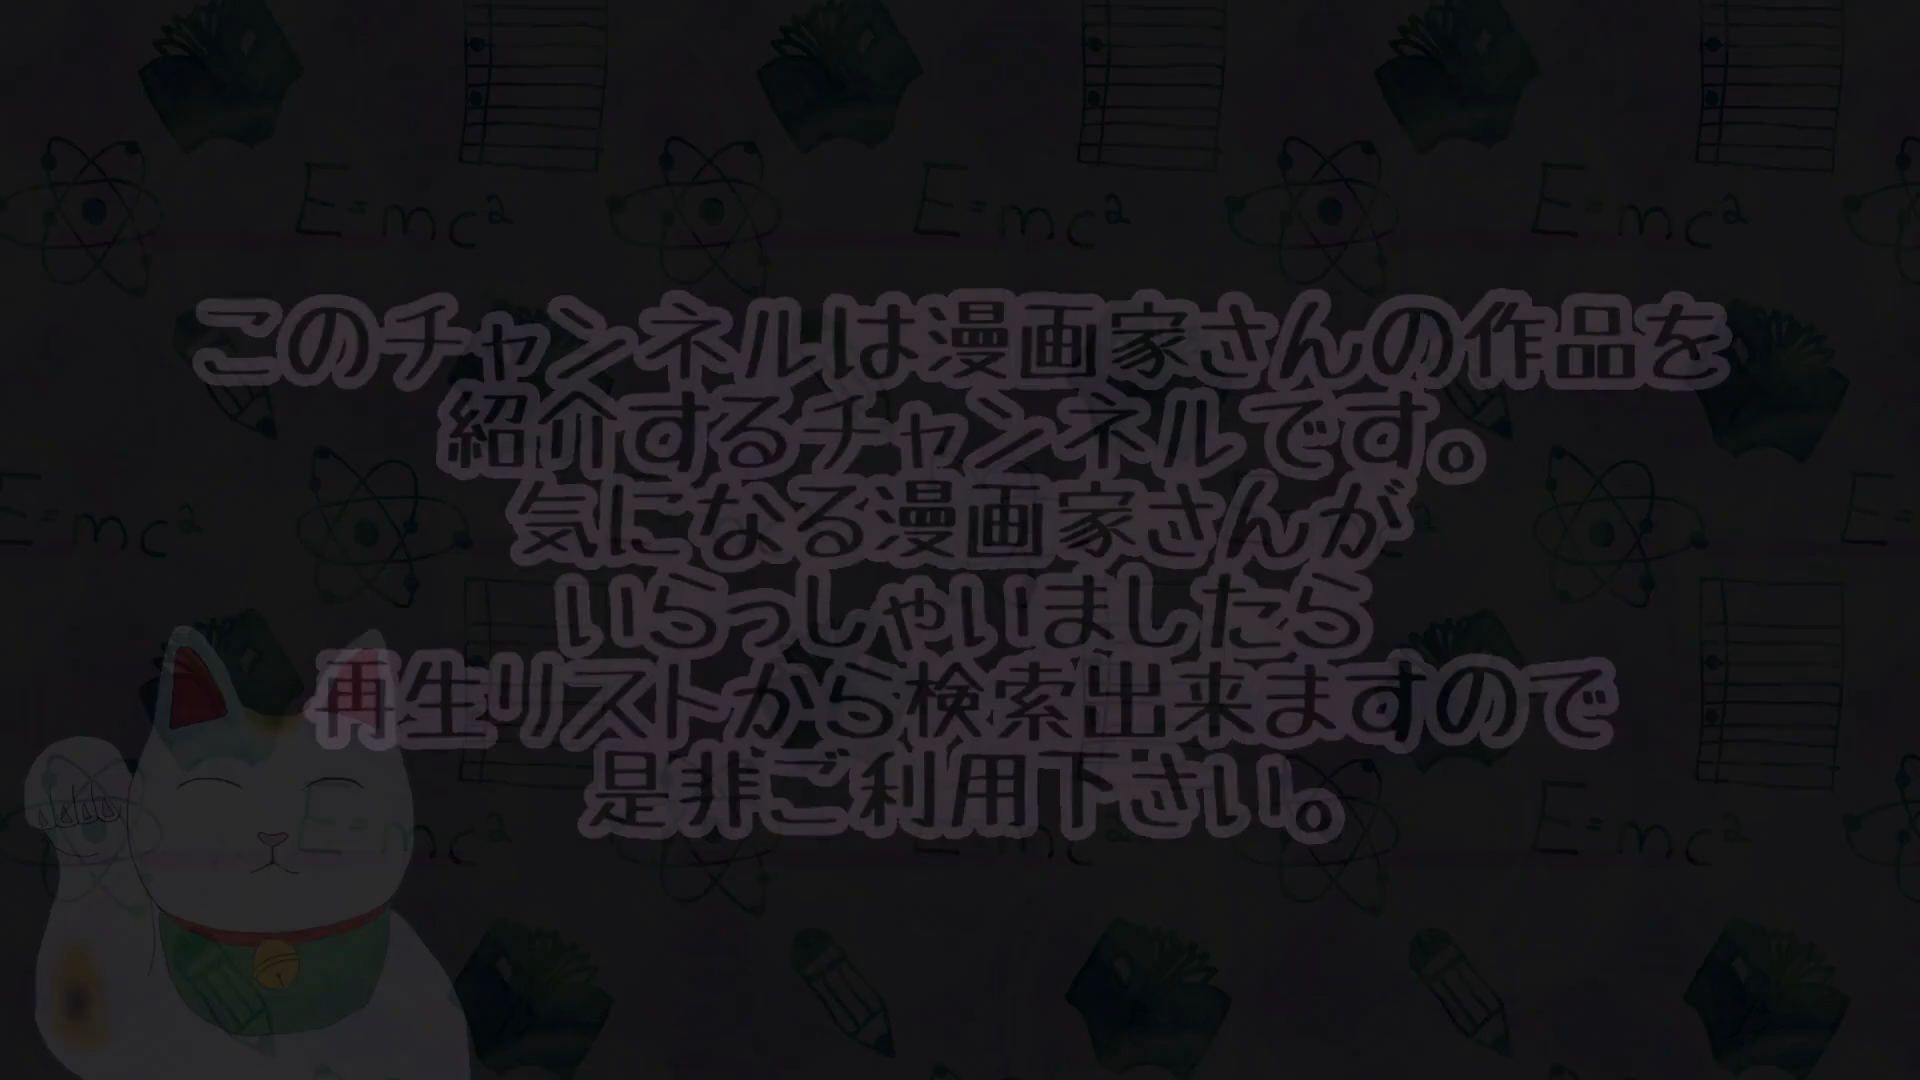 E=mc² E=mc² E=mc²
このチャンネルは漫画家さんの作品を
紹介するチャンネルです。
気になる漫画家さんが
E=mc² E=
いらっしゃいましたら
再生リストから検索出来ますので
是非ご利用下さい。
E=mc² E=mc² E=mc²